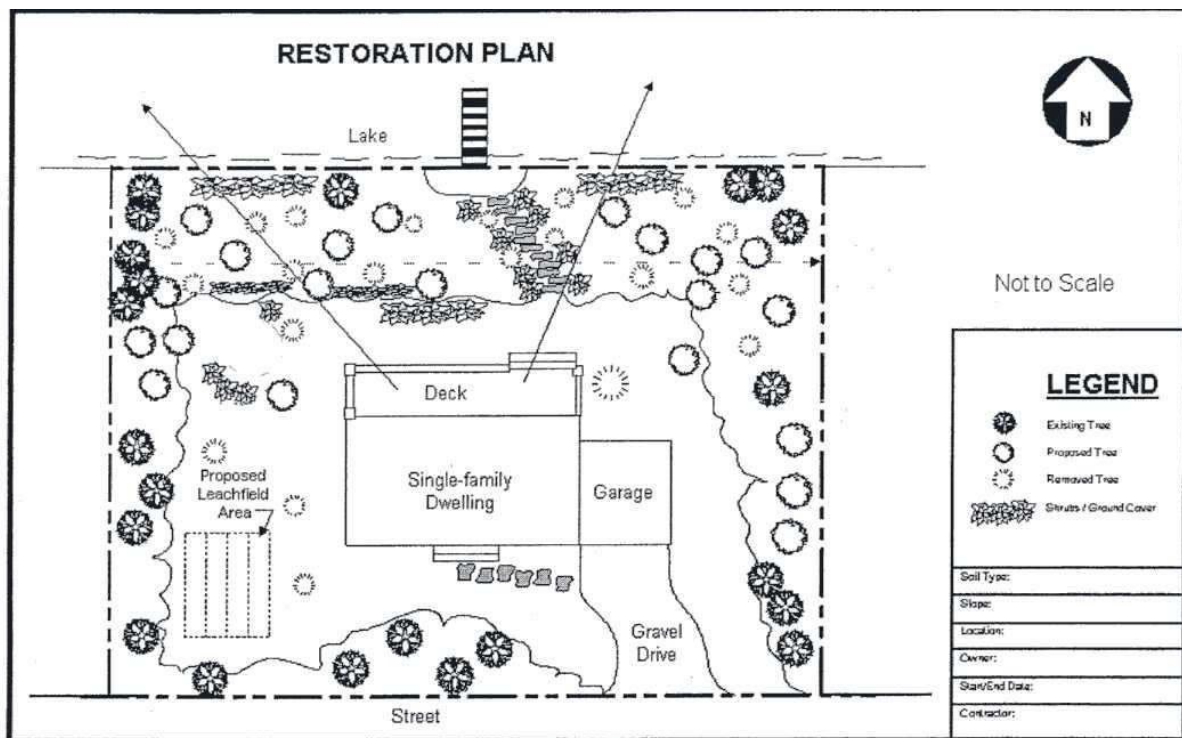 RESTORATION PLAN
N
Lake
Not to Scale
Deck
Single-family
Dwelling
Garage
Proposed
Leachfield
Area
Gravel
Drive
Street
LEGEND
Existing Tree
Proposed Tree
Removed Tree
Shrubs / Ground Cover
Soil Type:
Slope:
Location:
Owner:
Start/End Date:
Contractor: